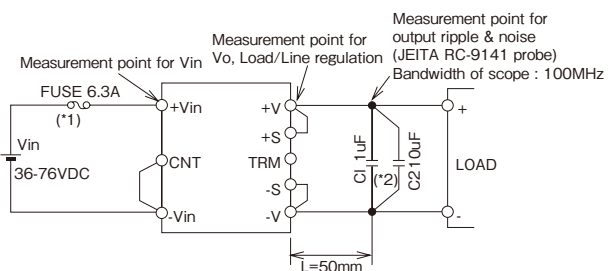 Measurement point for
output ripple & noise
(JEITA RC-9141 probe)
Bandwidth of scope : 100MHz
Measurement point for
Vo, Load/Line regulation
Measurement point for Vin
FUSE 6.3A
(*1)
+Vin
+V
+
+S
Vin
36-76VDC
CNT
TRM
C1 1uF
(*2)
C2 10uF
LOAD
-S
-Vin
-V
-
L=50mm